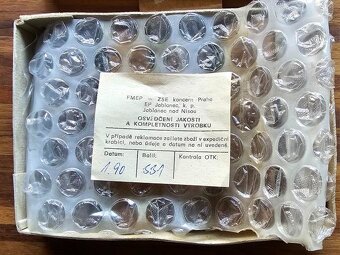 FMEP — ZSE koncern Praha
EP Jablonec, k. p.
Jablonec nad Nisou
OSVĚDČENÍ JAKOSTI
A KOMPLETNOSTI VÝROBKU
V případě reklamace zašlete zboží v expediční
krabici, nebo údaje a datum na ní uvedené.
Datum: Balil: Kontrola OTK:
1.90 551